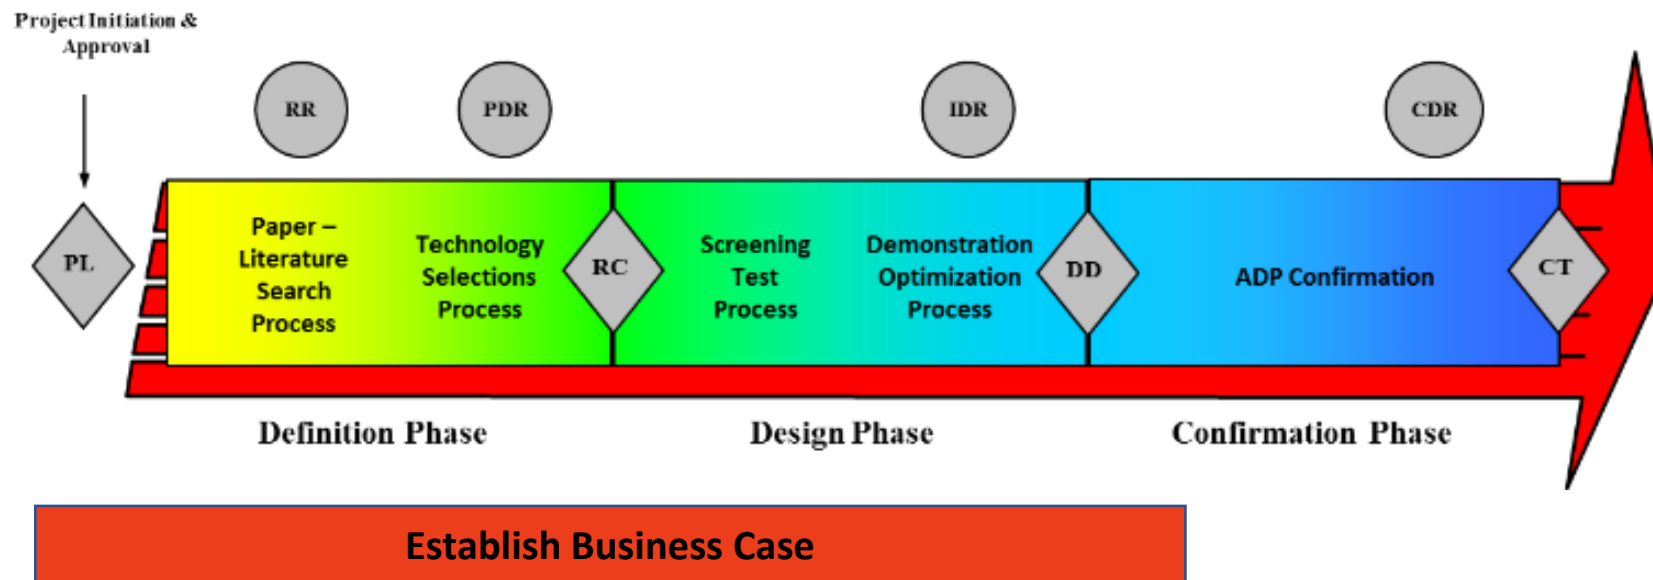 Project Initiation &
Approval
RR
PDR
IDR
CDR
PL
Paper –
Literature
Search
Process
Technology
Selections
Process
RC
Screening
Test
Process
Demonstration
Optimization
Process
DD
ADP Confirmation
CT
Definition Phase
Design Phase
Confirmation Phase
Establish Business Case